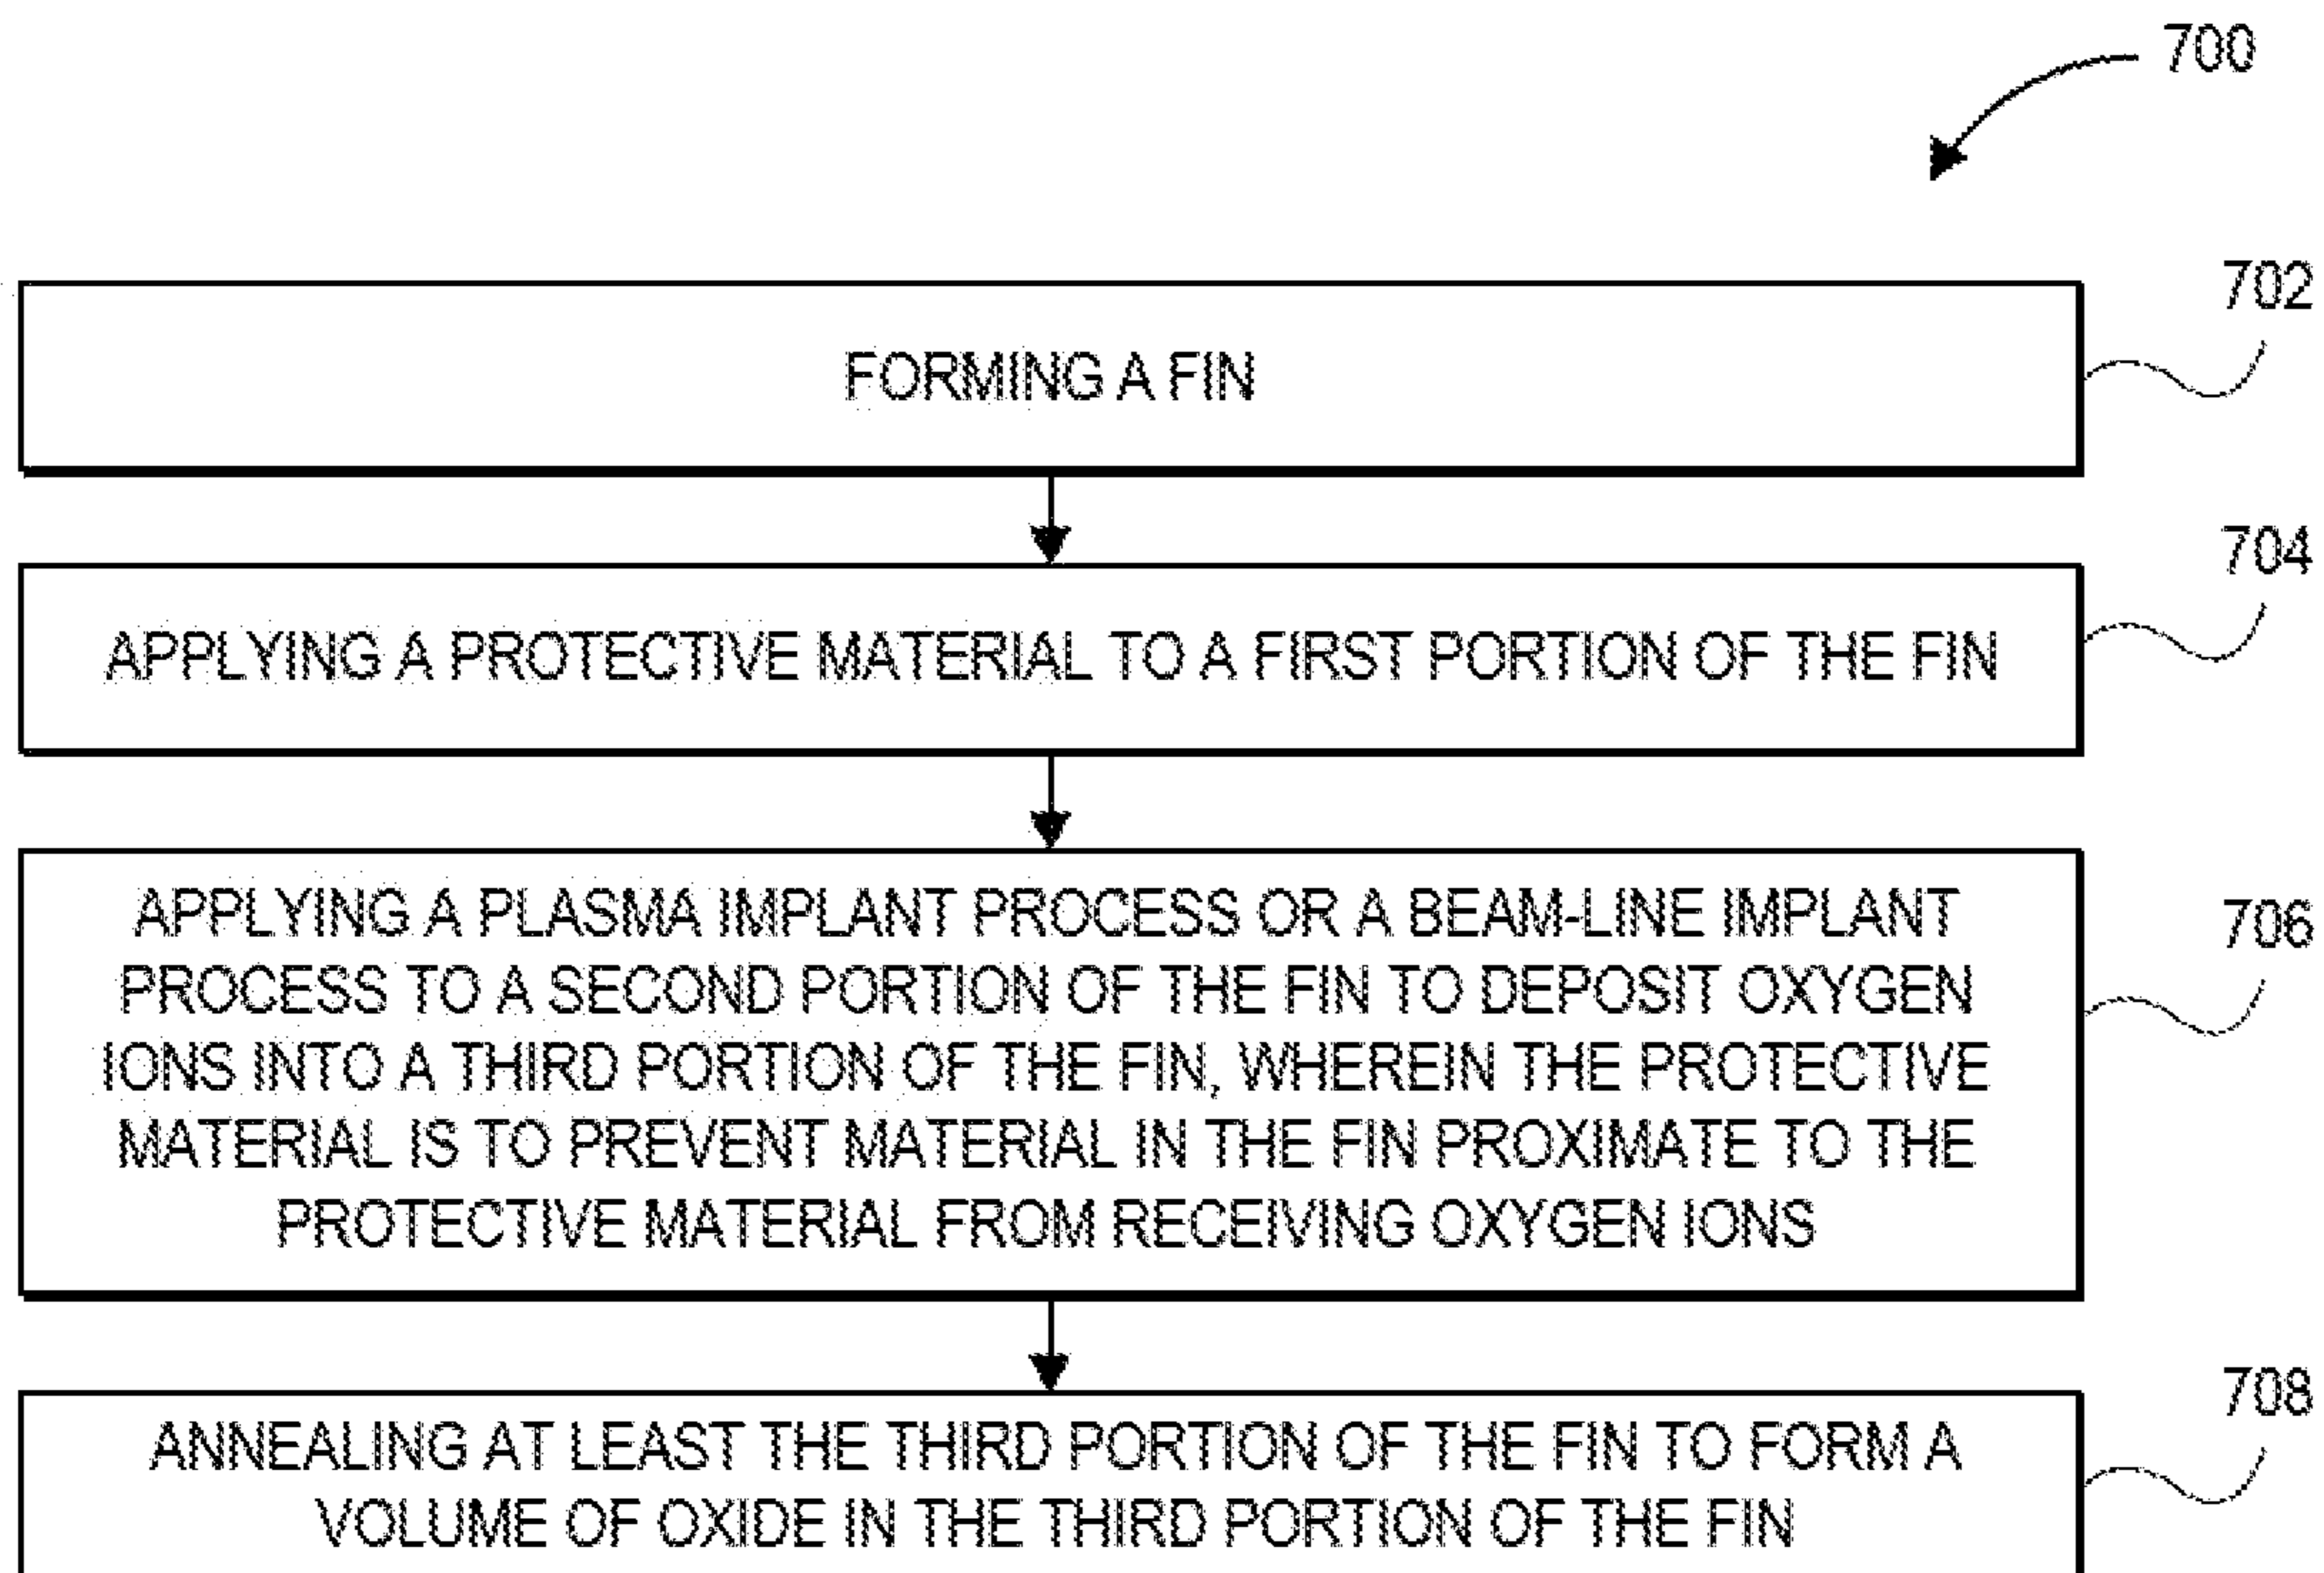 700
702
FORMING A FIN
704
APPLYING A PROTECTIVE MATERIAL TO A FIRST PORTION OF THE FIN
706
APPLYING A PLASMA IMPLANT PROCESS OR A BEAM-LINE IMPLANT
PROCESS TO A SECOND PORTION OF THE FIN TO DEPOSIT OXYGEN
IONS INTO A THIRD PORTION OF THE FIN, WHEREIN THE PROTECTIVE
MATERIAL IS TO PREVENT MATERIAL IN THE FIN PROXIMATE TO THE
PROTECTIVE MATERIAL FROM RECEIVING OXYGEN IONS
708
ANNEALING AT LEAST THE THIRD PORTION OF THE FIN TO FORM A
VOLUME OF OXIDE IN THE THIRD PORTION OF THE FIN